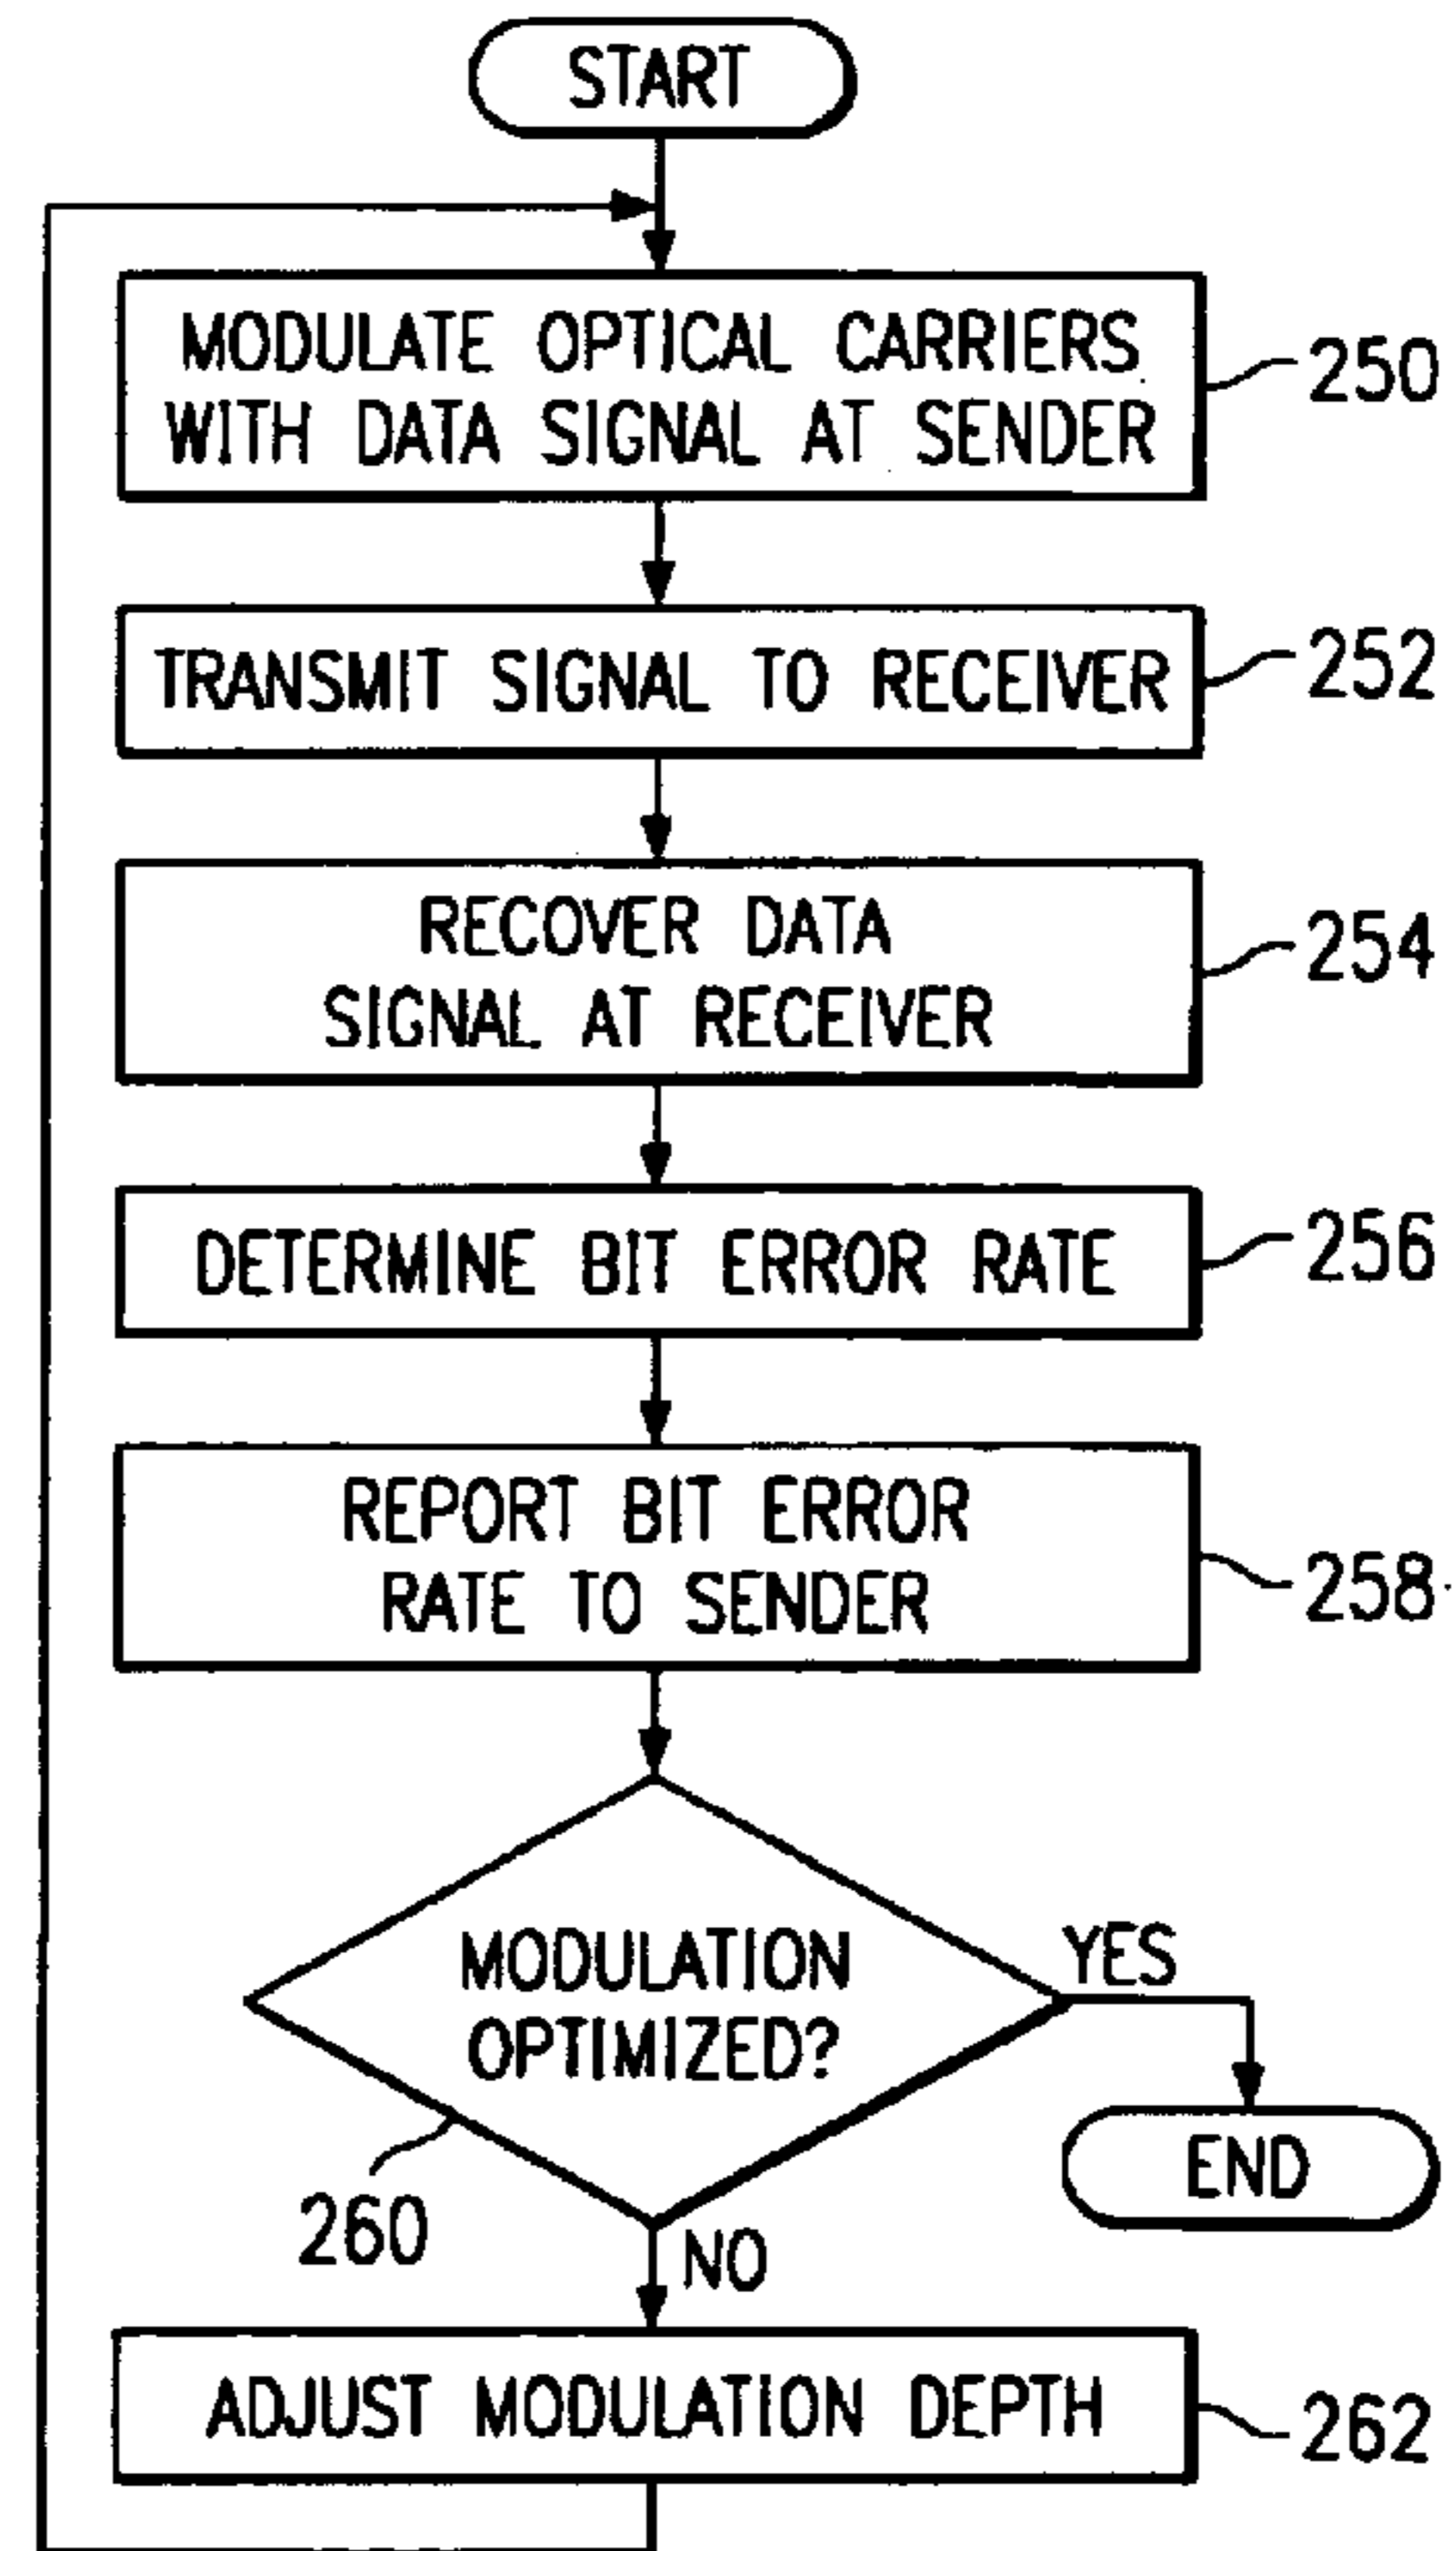 START
MODULATE OPTICAL CARRIERS
WITH DATA SIGNAL AT SENDER
250
TRANSMIT SIGNAL TO RECEIVER
252
RECOVER DATA
SIGNAL AT RECEIVER
254
DETERMINE BIT ERROR RATE
256
REPORT BIT ERROR
RATE TO SENDER
258
MODULATION
OPTIMIZED?
YES
END
260
NO
ADJUST MODULATION DEPTH
262